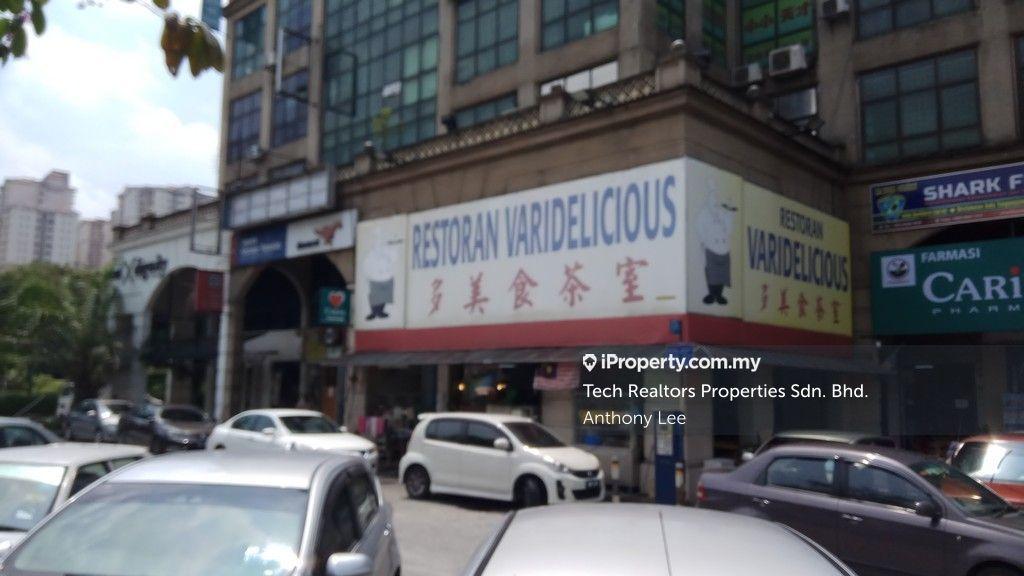 RESTORAN VARIDELICIOUS
多美食茶室
RESTORAN
VARIDELICIOUS
多美食茶室
SHARK F
FARMASI
CARi
PHARM
iProperty.com.my
Tech Realtors Properties Sdn. Bhd.
Anthony Lee